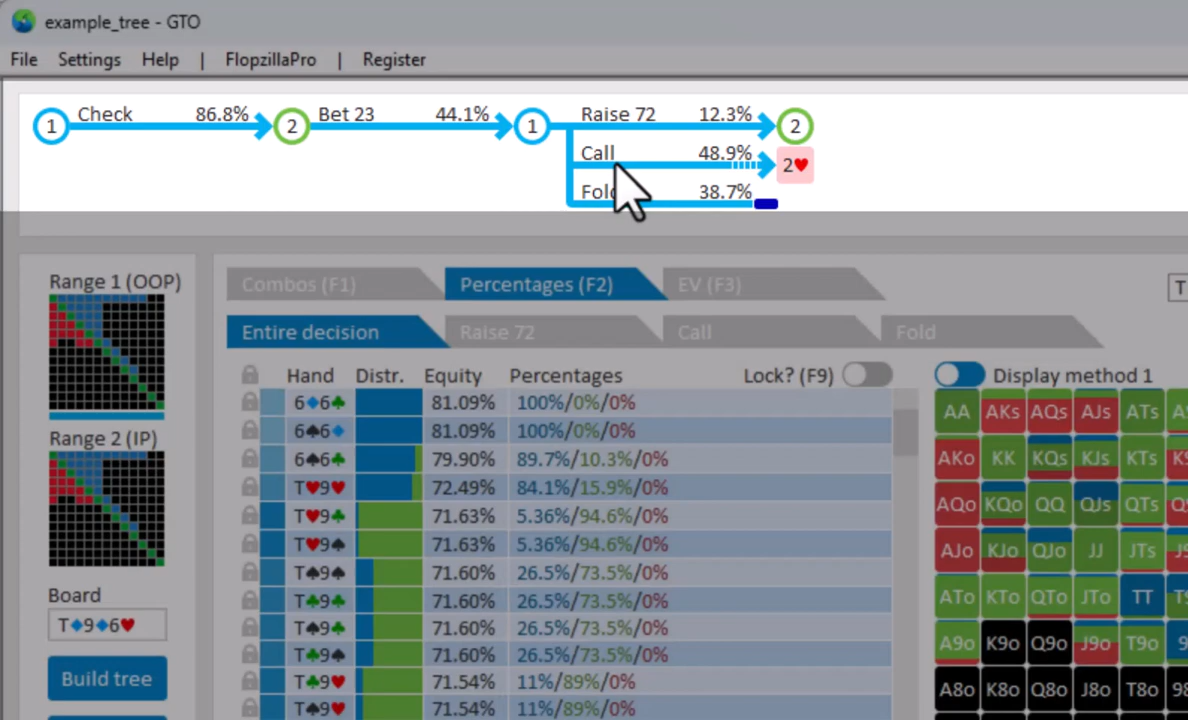 example_tree - GTO
File Settings Help | FlopzillaPro | Register
1 Check 86.8% 2 Bet 23 44.1% 1 Raise 72 12.3% 2
Call 48.9% 2♥
38.7%
Range 1 (OOP)
Range 2 (IP)
Board
T♦9♦6♥
Build tree
Combos (F1) Percentages (F2) EV (F3)
Entire decision Raise 72 Call Fold
Hand Distr. Equity Percentages Lock? (F9) Display method 1
6♦6♣ 81.09% 100%/0%/0%
6♠6♦ 81.09% 100%/0%/0%
6♠6♣ 79.90% 89.7%/10.3%/0%
T♥9♥ 72.49% 84.1%/15.9%/0%
T♥9♣ 71.63% 5.36%/94.6%/0%
T♥9♠ 71.63% 5.36%/94.6%/0%
T♠9♠ 71.60% 26.5%/73.5%/0%
T♣9♣ 71.60% 26.5%/73.5%/0%
T♠9♣ 71.60% 26.5%/73.5%/0%
T♣9♠ 71.60% 26.5%/73.5%/0%
T♣9♥ 71.54% 11%/89%/0%
T♠9♥ 71.54% 11%/89%/0%
AA AKs AQs AJs ATs
AKo KK KQs KJs KTs
AQo KQo QQ QJs QTs
AJo KJo QJo JJ JTs
ATo KTo QTo JTo TT
A9o K9o Q9o J9o T9o
A8o K8o Q8o J8o T8o